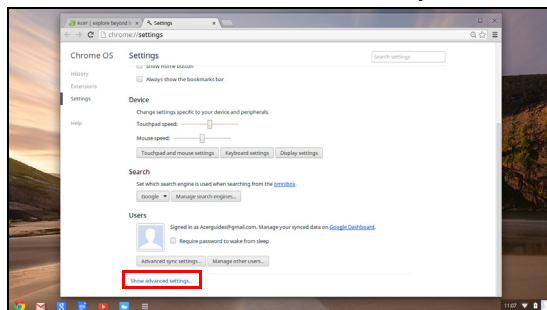 Acer | explore beyond li
Settings
chrome://settings
Chrome OS
Settings
Search settings
History
Extensions
Settings
Help
Show Home button
Always show the bookmarks bar
Device
Change settings specific to your device and peripherals.
Touchpad speed:
Mouse speed:
Touchpad and mouse settings
Keyboard settings
Display settings
Search
Set which search engine is used when searching from the omnibox.
Google
Manage search engines...
Users
Signed in as Acerguides@gmail.com. Manage your synced data on Google Dashboard.
Require password to wake from sleep
Advanced sync settings...
Manage other users...
Show advanced settings...
11:07